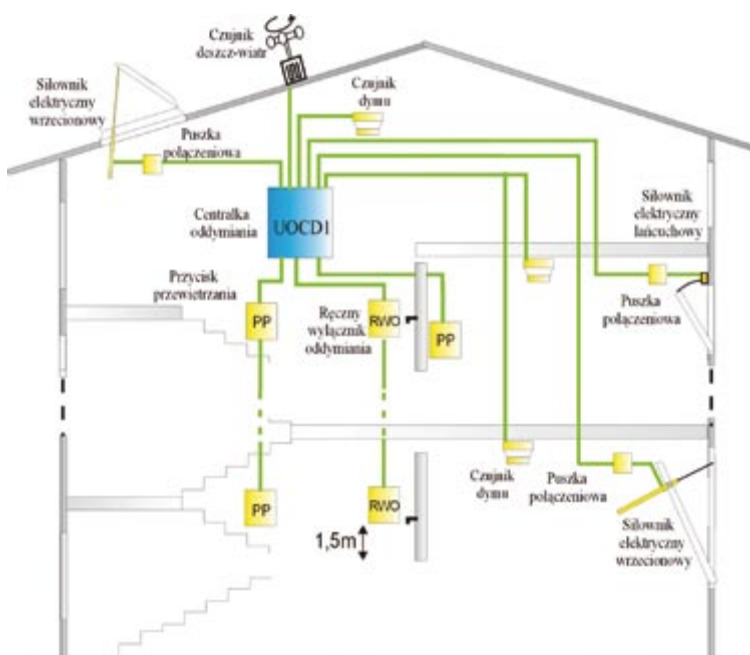 Czujnik
deszcz-wiatr
Siłownik
elektryczny
wrzecionowy
Czujnik
dymu
Puszka
połączeniowa
Centralka
oddymiania
UOCD1
Siłownik
elektryczny
łańcuchowy
Przycisk
przewietrzania
PP
Ręczny
wyłącznik
oddymiania
RWO
PP
Puszka
połączeniowa
Czujnik
dymu
Puszka
połączeniowa
PP
RWO
1,5m
Siłownik
elektryczny
wrzecionowy